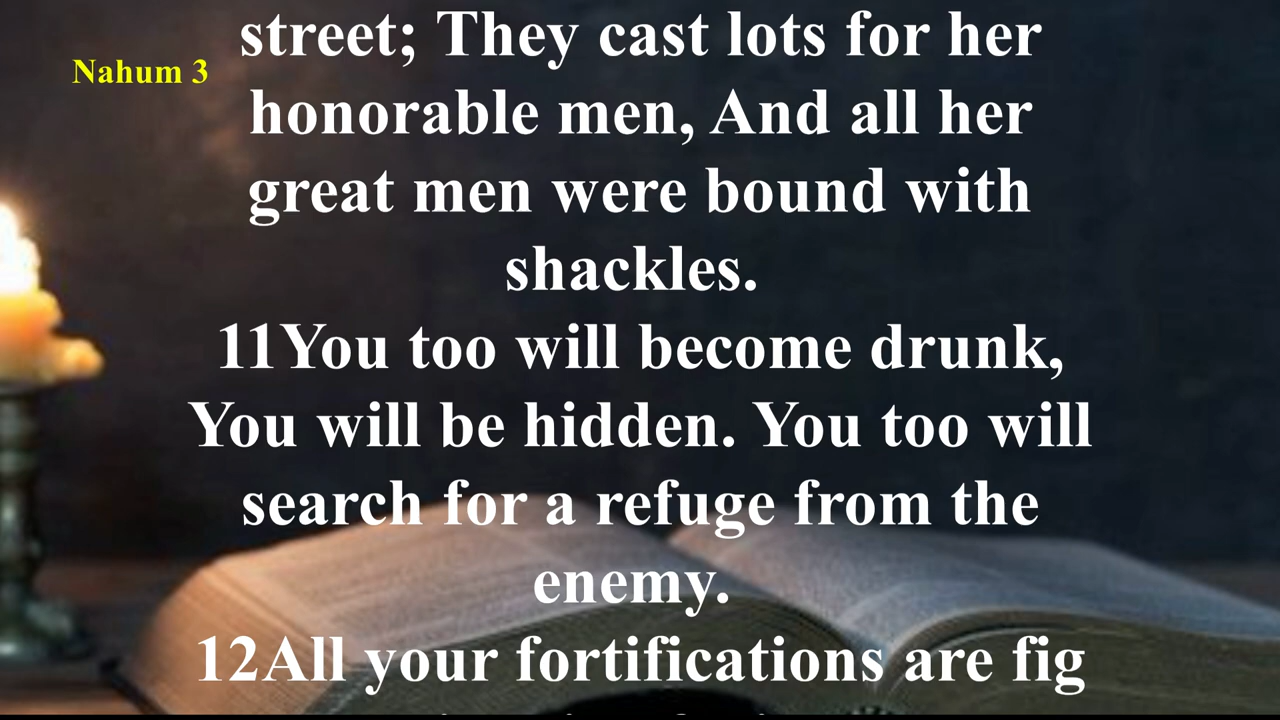 street; They cast lots for her
Nahum 3
honorable men, And all her
great men were bound with
shackles.
11You too will become drunk,
You will be hidden. You too will
search for a refuge from the
enemy.
12All your fortifications are fig